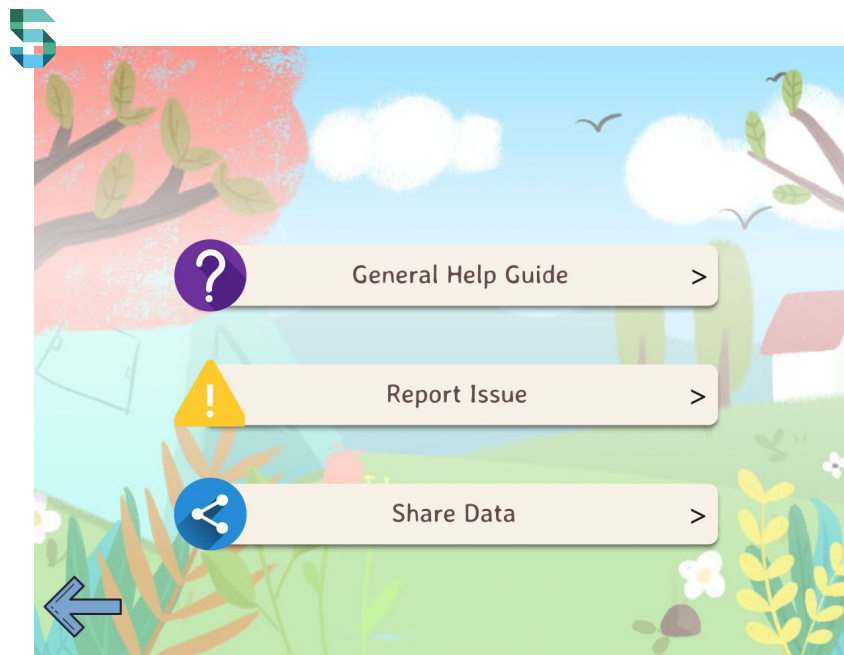 General Help Guide >
Report Issue >
Share Data >